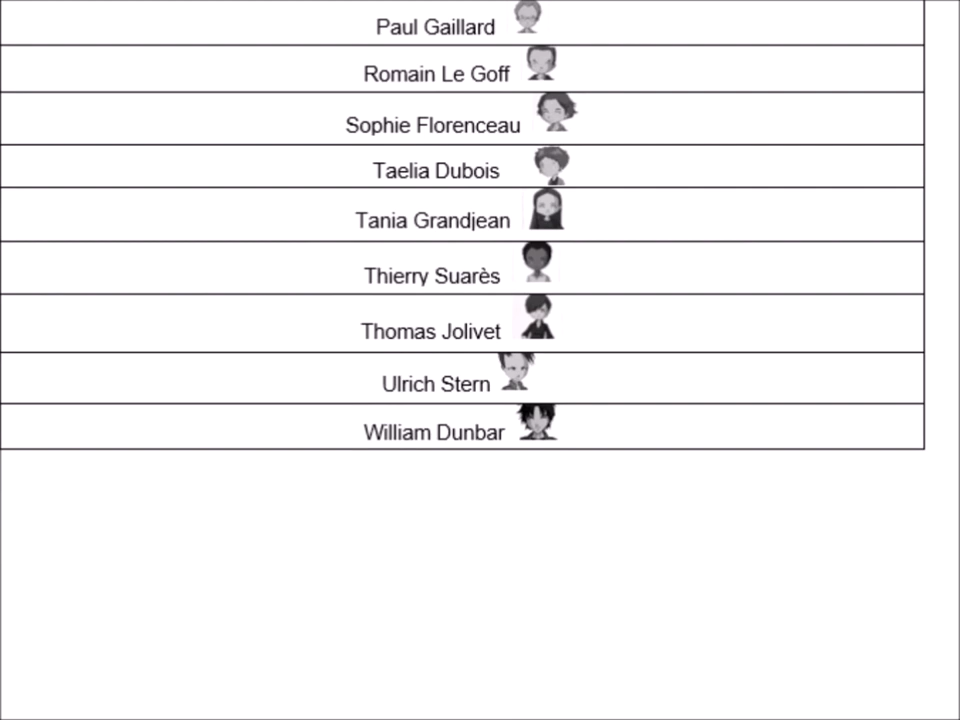 Paul Gaillard
Romain Le Goff
Sophie Florenceau
Taelia Dubois
Tania Grandjean
Thierry Suarès
Thomas Jolivet
Ulrich Stern
William Dunbar